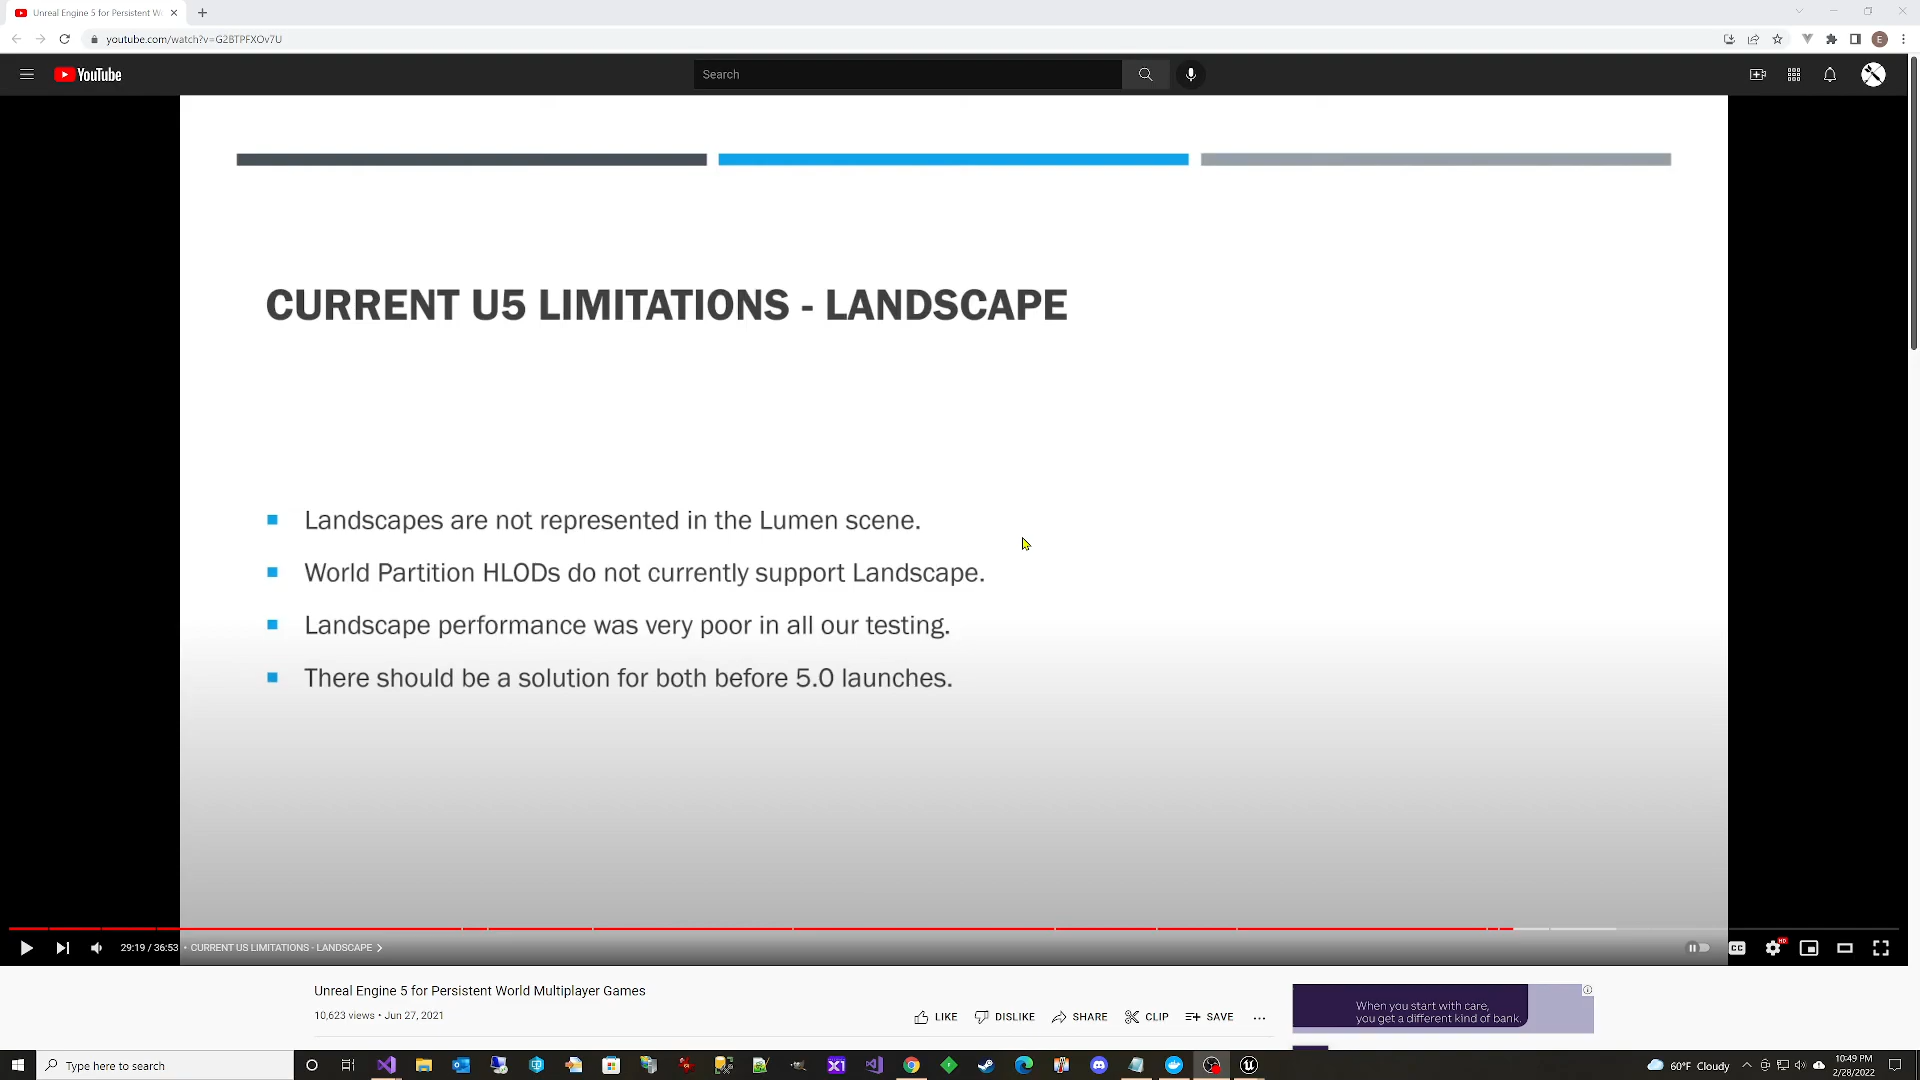 Unreal Engine 5 for Persistent Wo
youtube.com/watch?v=G2BTPFXOv7U
E
YouTube
Search
CURRENT U5 LIMITATIONS - LANDSCAPE
Landscapes are not represented in the Lumen scene.
World Partition HLODs do not currently support Landscape.
Landscape performance was very poor in all our testing.
There should be a solution for both before 5.0 launches.
29:19 / 36:53 • CURRENT US LIMITATIONS - LANDSCAPE
CC
HD
Unreal Engine 5 for Persistent World Multiplayer Games
10,623 views • Jun 27, 2021
LIKE DISLIKE SHARE CLIP SAVE
When you start with care,
you get a different kind of bank.
Type here to search
X1
60°F Cloudy
10:49 PM
2/28/2022